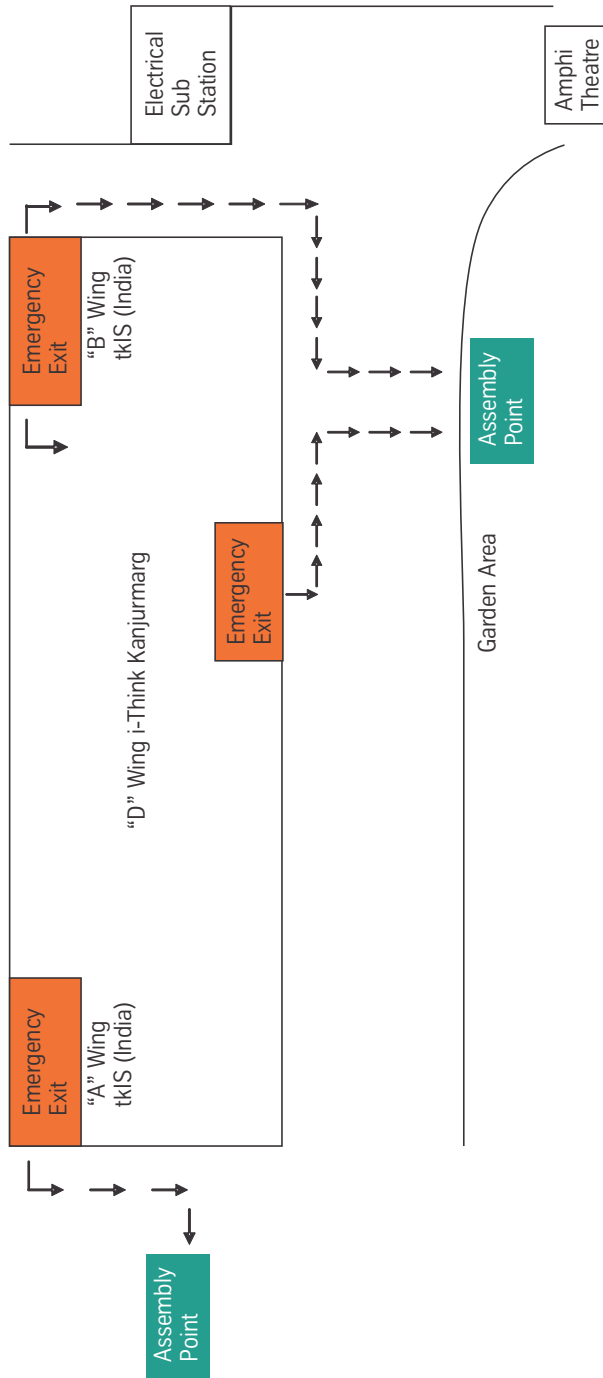 Emergency
Exit
"A" Wing
tkIS (India)
Assembly
Point
"D" Wing i-Think Kanjurmarg
Emergency
Exit
Emergency
Exit
"B" Wing
tkIS (India)
Electrical
Sub
Station
Garden Area
Assembly
Point
Amphi
Theatre